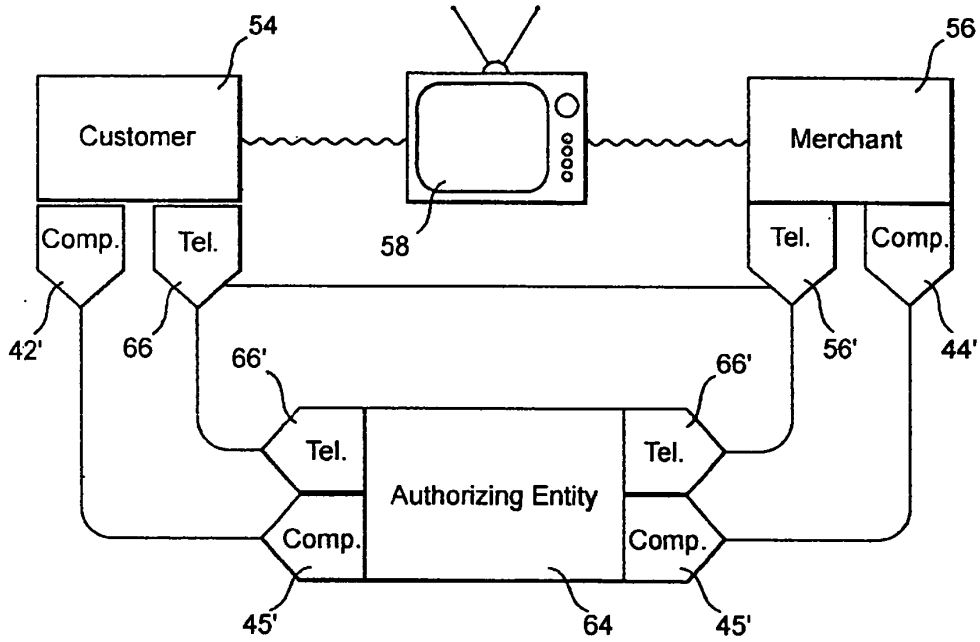 54
56
Customer
Merchant
58
Comp.
Tel.
Tel.
Comp.
42'
66
56'
44'
66'
66'
Tel.
Authorizing Entity
Tel.
Comp.
Comp.
45'
64
45'